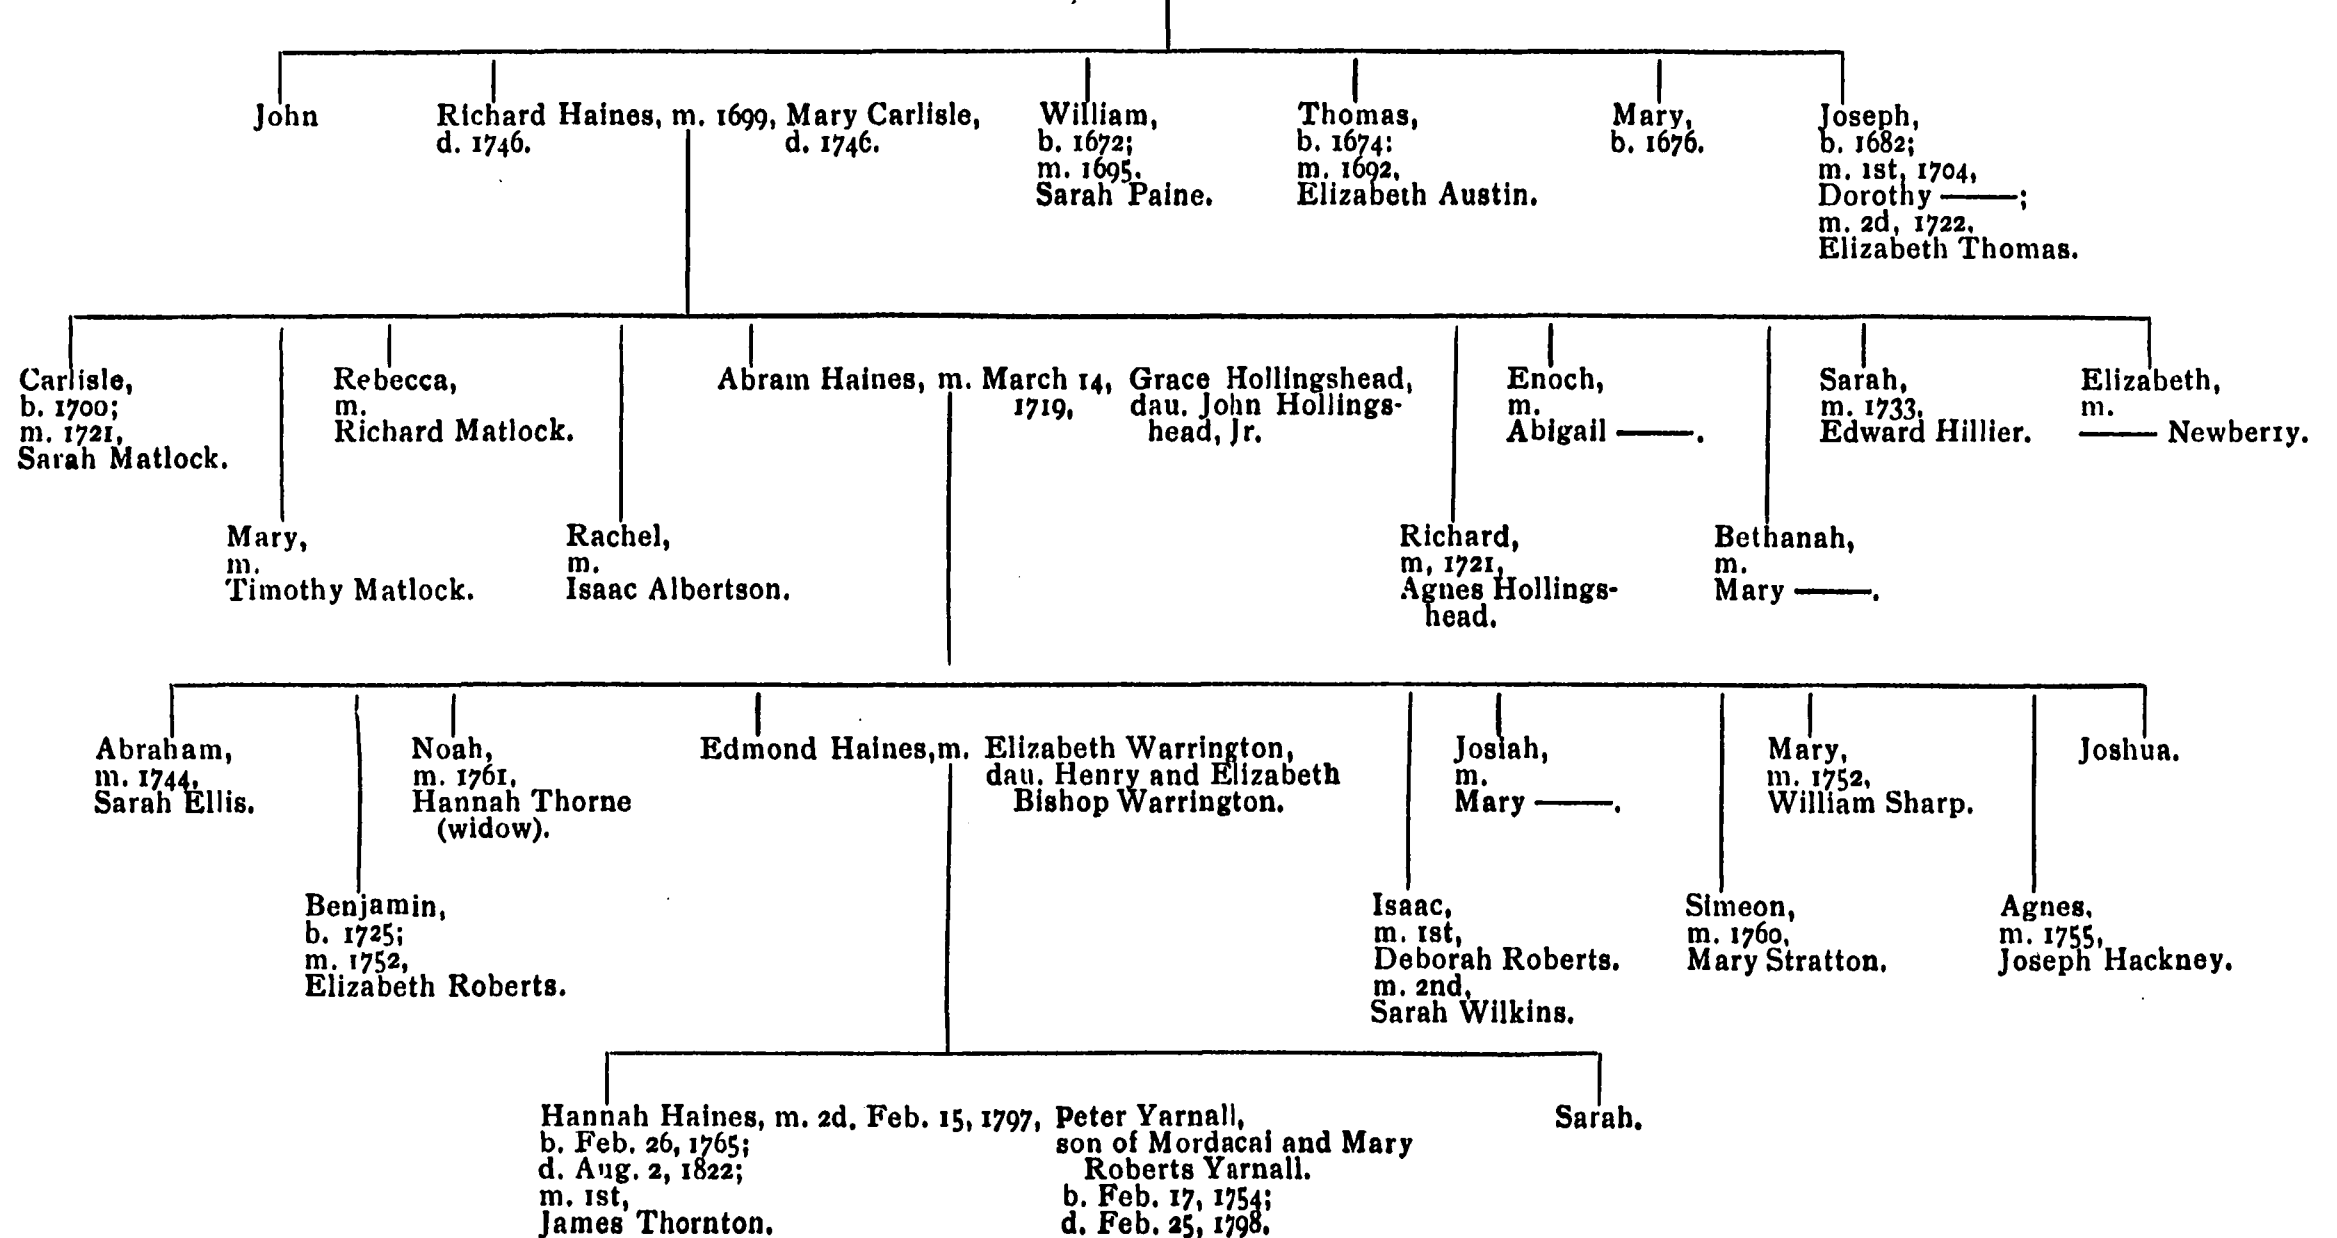 John
Richard Haines, m. 1699, Mary Carlisle,
d. 1746. d. 1746.
William,
b. 1672;
m. 1695.
Sarah Paine.
Thomas,
b. 1674:
m. 1692,
Elizabeth Austin.
Mary,
b. 1676.
Joseph,
b. 1682;
m. 1st, 1704,
Dorothy ——;
m. 2d, 1722,
Elizabeth Thomas.
Carlisle,
b. 1700;
m. 1721,
Sarah Matlock.
Mary,
m.
Timothy Matlock.
Rebecca,
m.
Richard Matlock.
Rachel,
m.
Isaac Albertson.
Abram Haines, m. March 14, Grace Hollingshead,
1719, dau. John Hollings-
head, Jr.
Richard,
m, 1721,
Agnes Hollings-
head.
Enoch,
m.
Abigail ——.
Bethanah,
m.
Mary ——.
Sarah,
m. 1733,
Edward Hillier.
Elizabeth,
m.
—— Newberry.
Abraham,
m. 1744,
Sarah Ellis.
Benjamin,
b. 1725;
m. 1752,
Elizabeth Roberts.
Noah,
m. 1761,
Hannah Thorne
(widow).
Edmond Haines, m. Elizabeth Warrington,
dau. Henry and Elizabeth
Bishop Warrington.
Isaac,
m. 1st,
Deborah Roberts.
m. 2nd,
Sarah Wilkins.
Josiah,
m.
Mary ——.
Simeon,
m. 1760,
Mary Stratton.
Mary,
m. 1752,
William Sharp.
Agnes,
m. 1755,
Joseph Hackney.
Joshua.
Hannah Haines, m. 2d. Feb. 15, 1797, Peter Yarnall,
b. Feb. 26, 1765; son of Mordacai and Mary
d. Aug. 2, 1822; Roberts Yarnall.
m. 1st, b. Feb. 17, 1754;
James Thornton. d. Feb. 25, 1798.
Sarah.